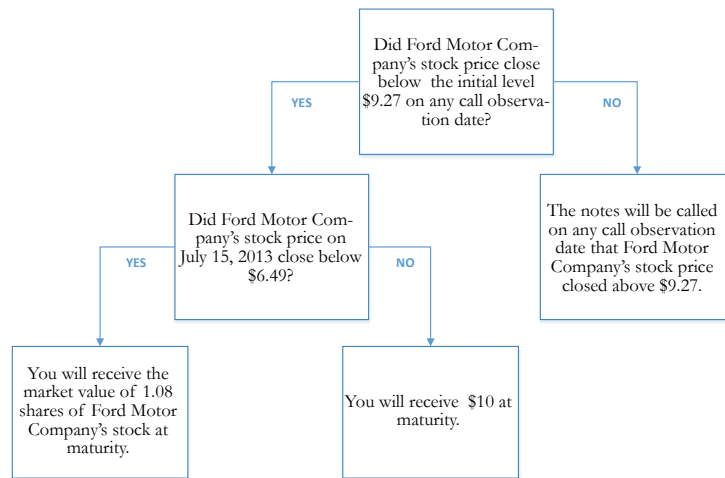 Did Ford Motor Com-
pany’s stock price close
below the initial level
$9.27 on any call observa-
tion date?
YES
NO
Did Ford Motor Com-
pany’s stock price on
July 15, 2013 close below
$6.49?
The notes will be called
on any call observation
date that Ford Motor
Company’s stock price
closed above $9.27.
YES
NO
You will receive the
market value of 1.08
shares of Ford Motor
Company’s stock at
maturity.
You will receive $10 at
maturity.